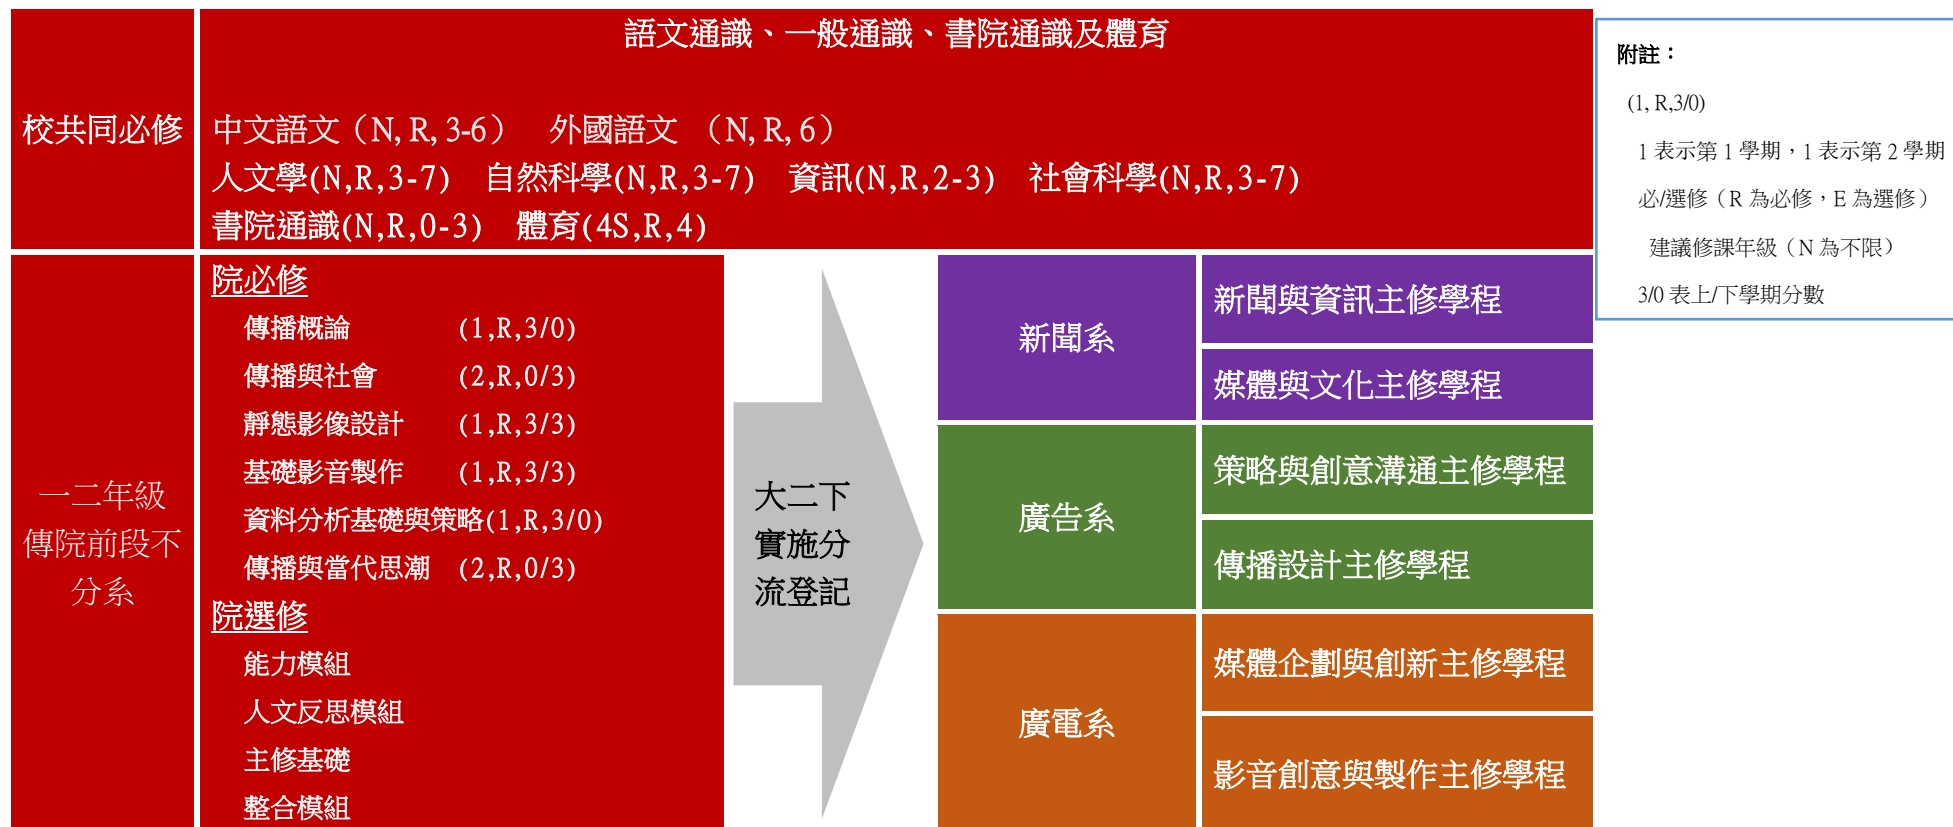 語文通識、一般通識、書院通識及體育
校共同必修
中文語文（N, R, 3-6） 外國語文 （N, R, 6）
人文學(N,R,3-7) 自然科學(N,R,3-7) 資訊(N,R,2-3) 社會科學(N,R,3-7)
書院通識(N,R,0-3) 體育(4S,R,4)
附註：
(1, R,3/0)
1 表示第 1 學期，1 表示第 2 學期
必/選修（R 為必修，E 為選修）
建議修課年級（N 為不限）
3/0 表上/下學期分數
一二年級
傳院前段不
分系
院必修
傳播概論 (1,R,3/0)
傳播與社會 (2,R,0/3)
靜態影像設計 (1,R,3/3)
基礎影音製作 (1,R,3/3)
資料分析基礎與策略(1,R,3/0)
傳播與當代思潮 (2,R,0/3)
院選修
能力模組
人文反思模組
主修基礎
整合模組
大二下
實施分
流登記
新聞系
新聞與資訊主修學程
媒體與文化主修學程
廣告系
策略與創意溝通主修學程
傳播設計主修學程
廣電系
媒體企劃與創新主修學程
影音創意與製作主修學程